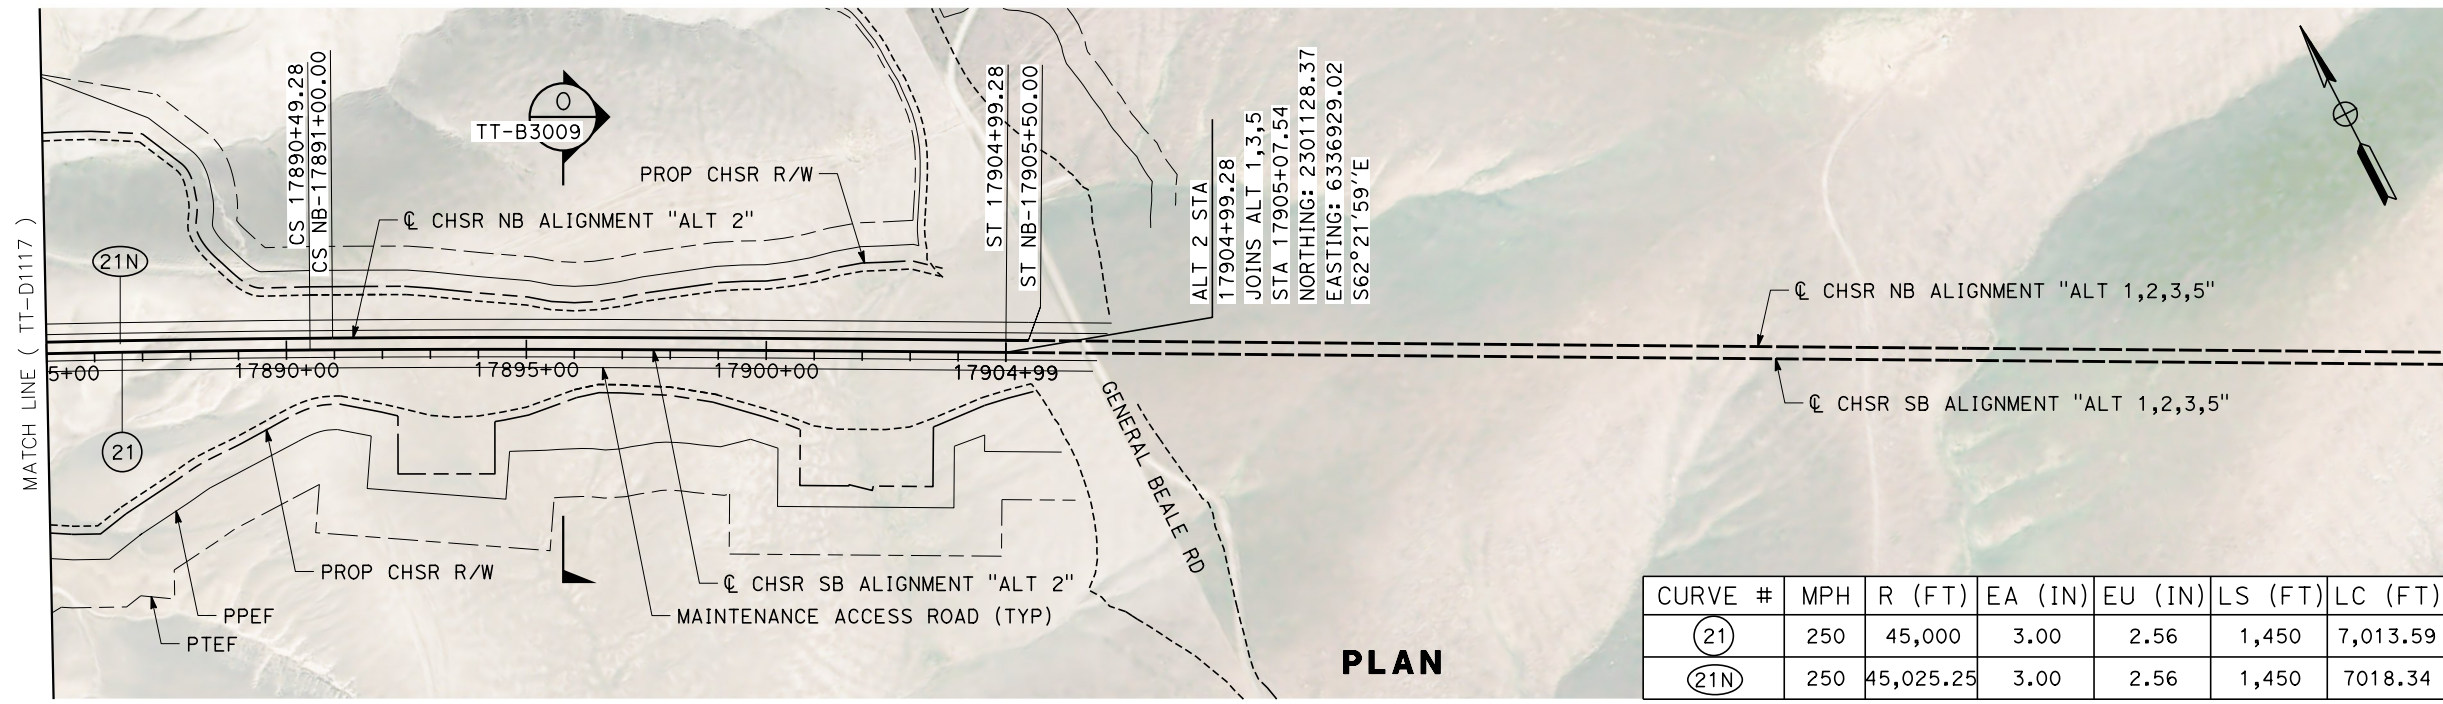 MATCH LINE ( TT-D1117 )
CS 17890+49.28
CS NB-17891+00.00
O
TT-B3009
PROP CHSR R/W
℄ CHSR NB ALIGNMENT "ALT 2"
21N
ST 17904+99.28
ST NB-17905+50.00
ALT 2 STA
17904+99.28
JOINS ALT 1,3,5
STA 17905+07.54
NORTHING: 2301128.37
EASTING: 6336929.02
S62°21'59''E
℄ CHSR NB ALIGNMENT "ALT 1,2,3,5"
5+00
17890+00
17895+00
17900+00
17904+99
℄ CHSR SB ALIGNMENT "ALT 1,2,3,5"
GENERAL BEALE RD
21
PROP CHSR R/W
℄ CHSR SB ALIGNMENT "ALT 2"
PPEF
MAINTENANCE ACCESS ROAD (TYP)
PTEF
PLAN
CURVE # MPH R (FT) EA (IN) EU (IN) LS (FT) LC (FT)
21 250 45,000 3.00 2.56 1,450 7,013.59
21N 250 45,025.25 3.00 2.56 1,450 7018.34